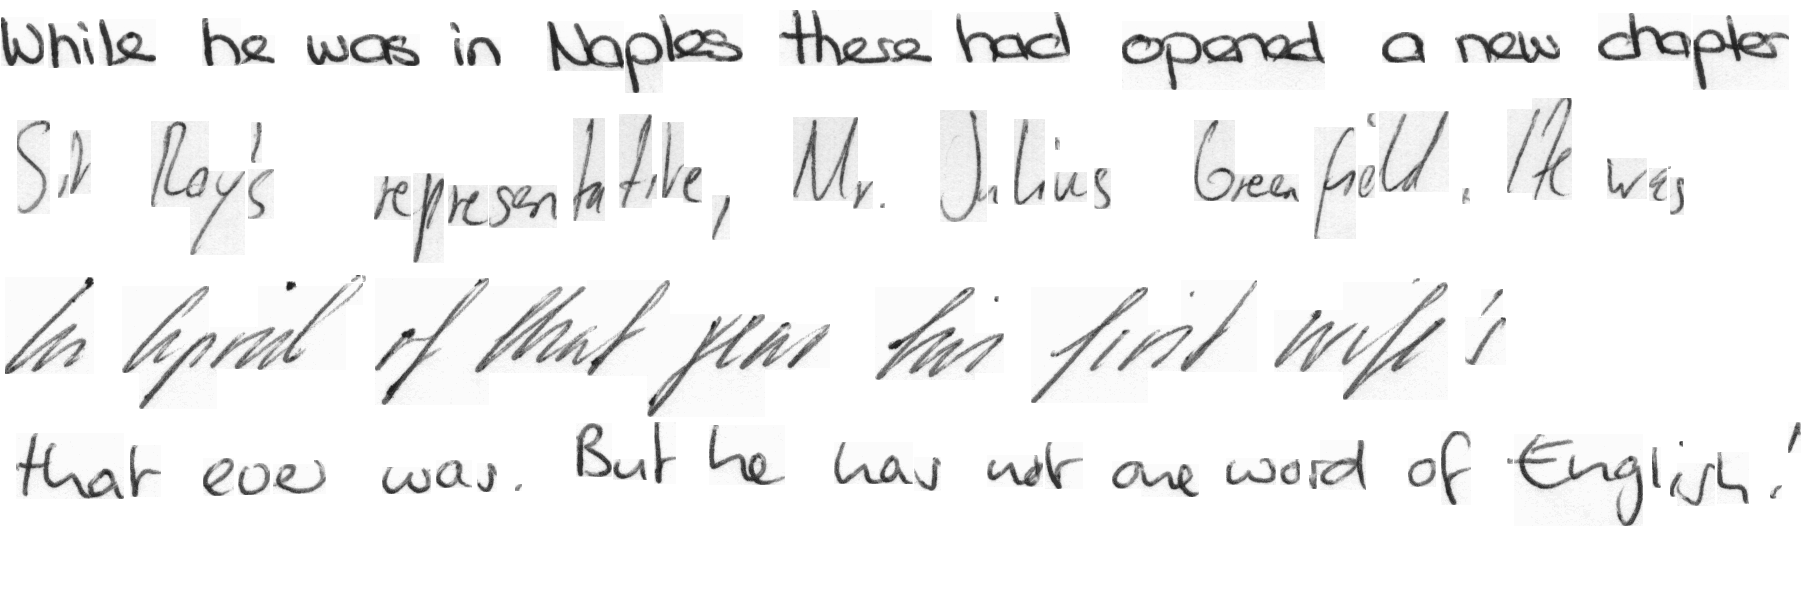 While he was in Naples there had opened a new chapter
Sir Roy's representative, Mr. Julius Greenfield. He was
In April of that year his first wife's
that ever was. But he has not one word of English!